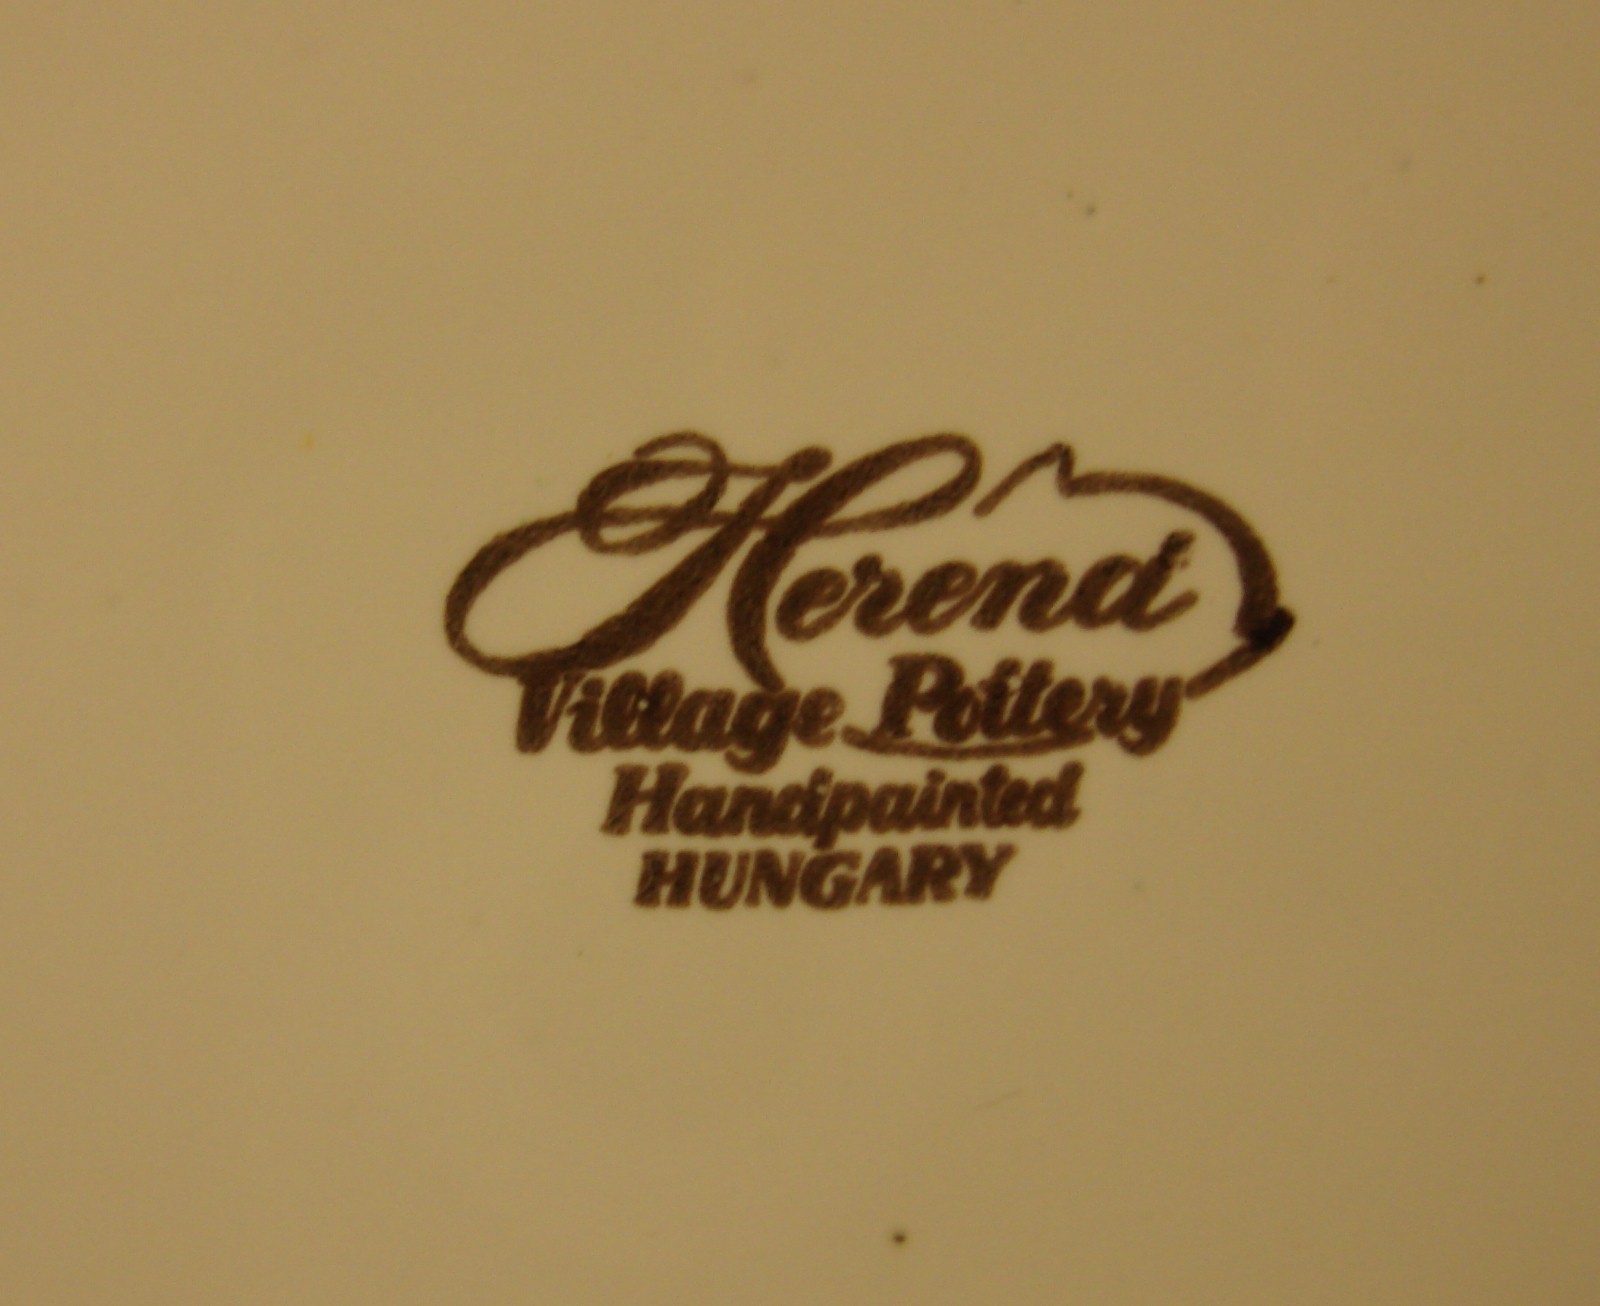 Herend
Village Pottery
Handpainted
HUNGARY